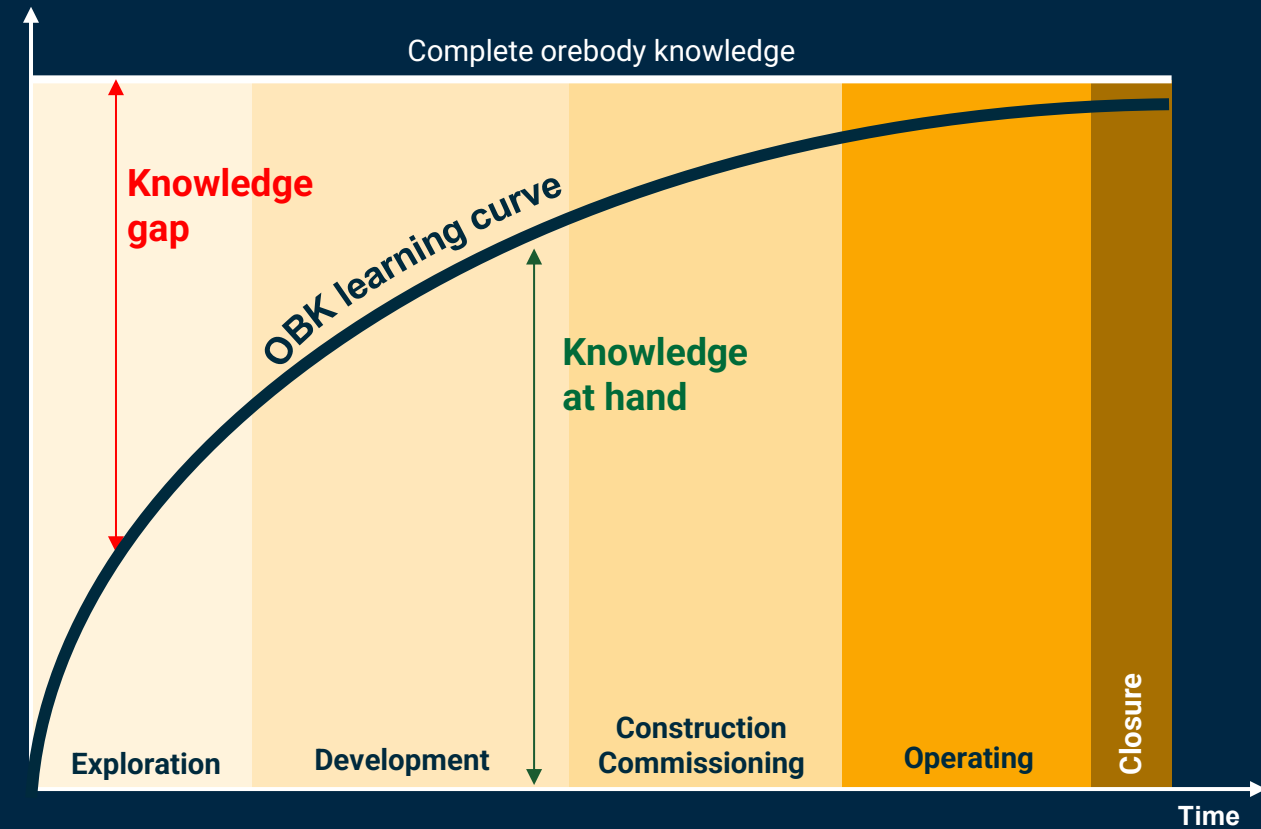 Complete orebody knowledge
Knowledge
gap
OBK learning curve
Knowledge
at hand
Exploration
Development
Construction
Commissioning
Operating
Closure
Time